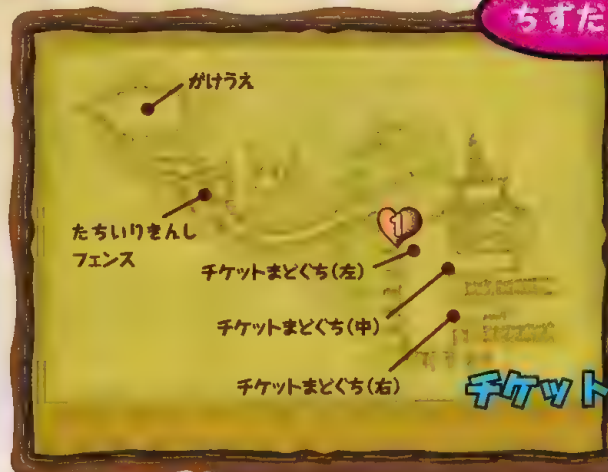 ちずだ
がけうえ
たちいりきんし
フェンス
1
チケットまどぐち(左)
チケットまどぐち(中)
チケットまどぐち(右)
チケット